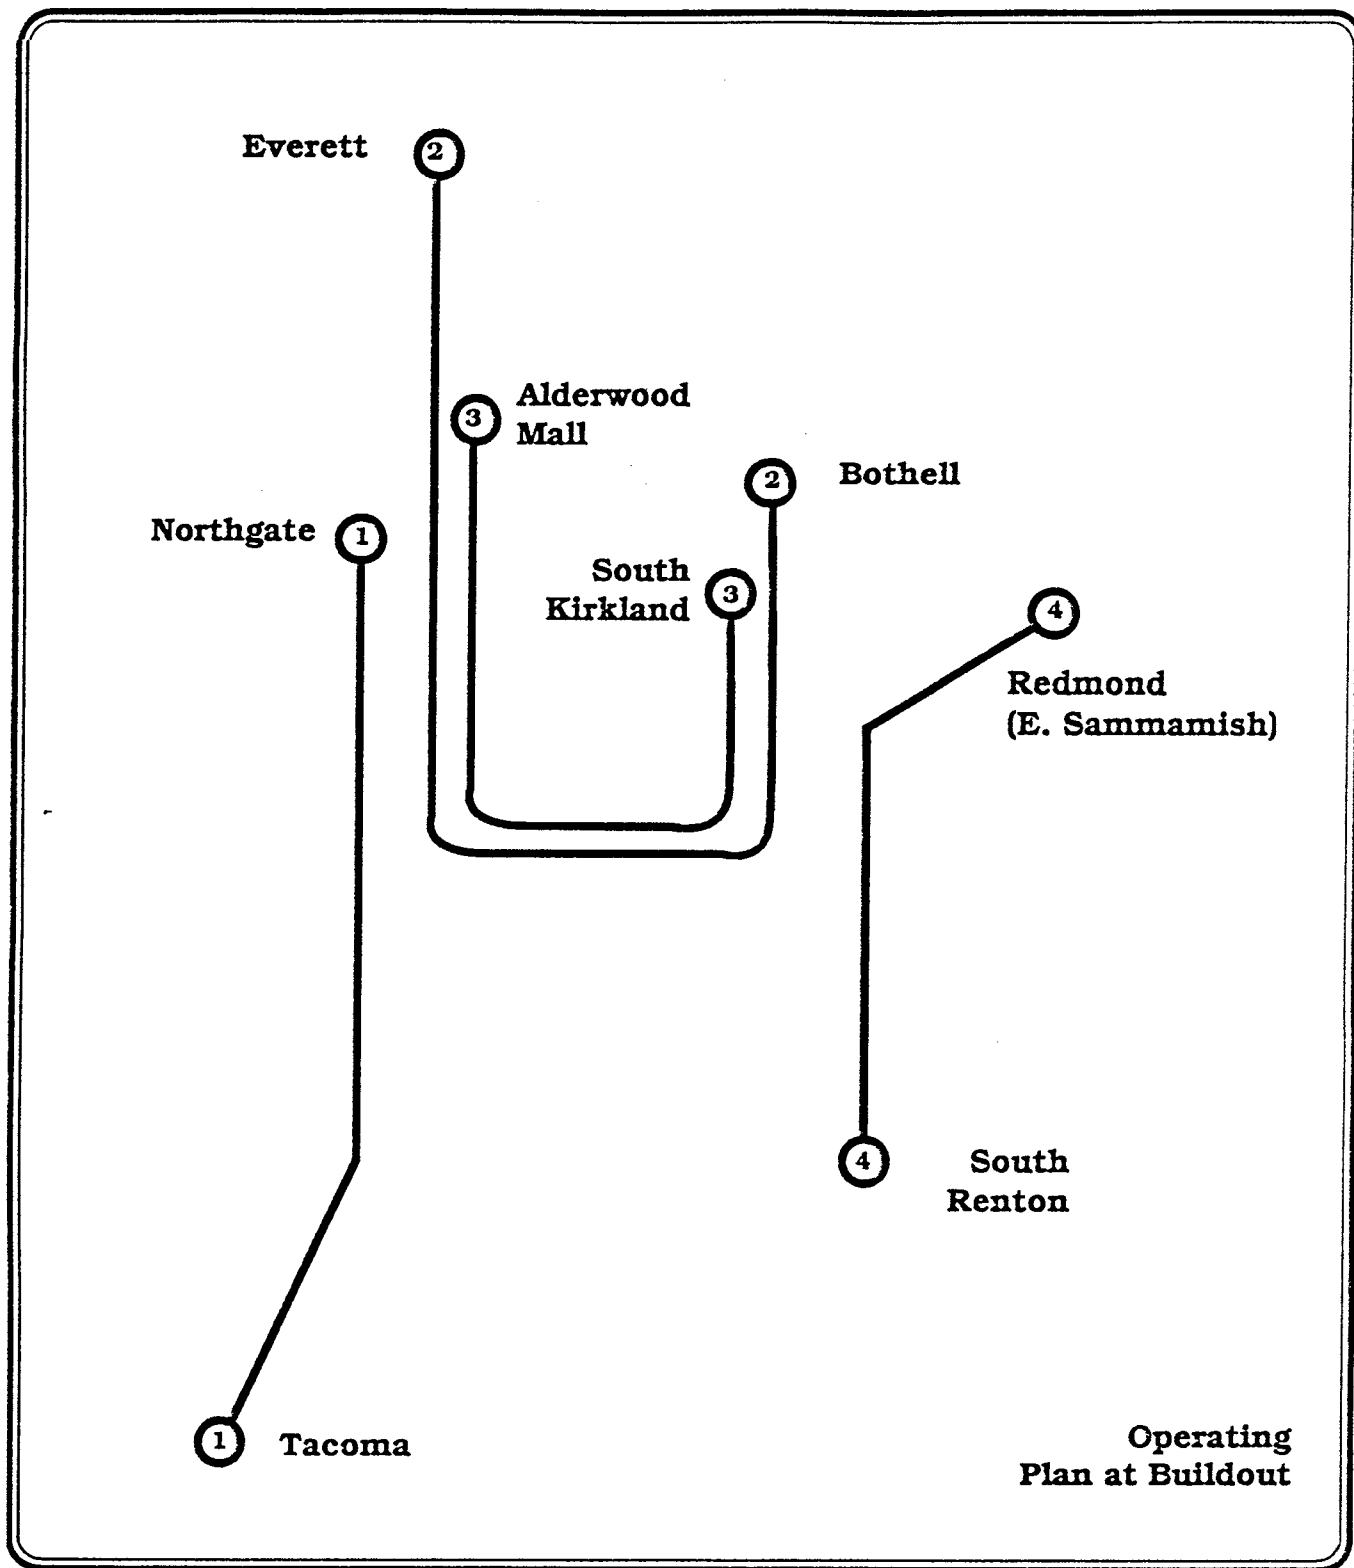 Everett
2
3
Alderwood
Mall
2
Bothell
Northgate
1
South
Kirkland
3
4
Redmond
(E. Sammamish)
4
South
Renton
1
Tacoma
Operating
Plan at Buildout